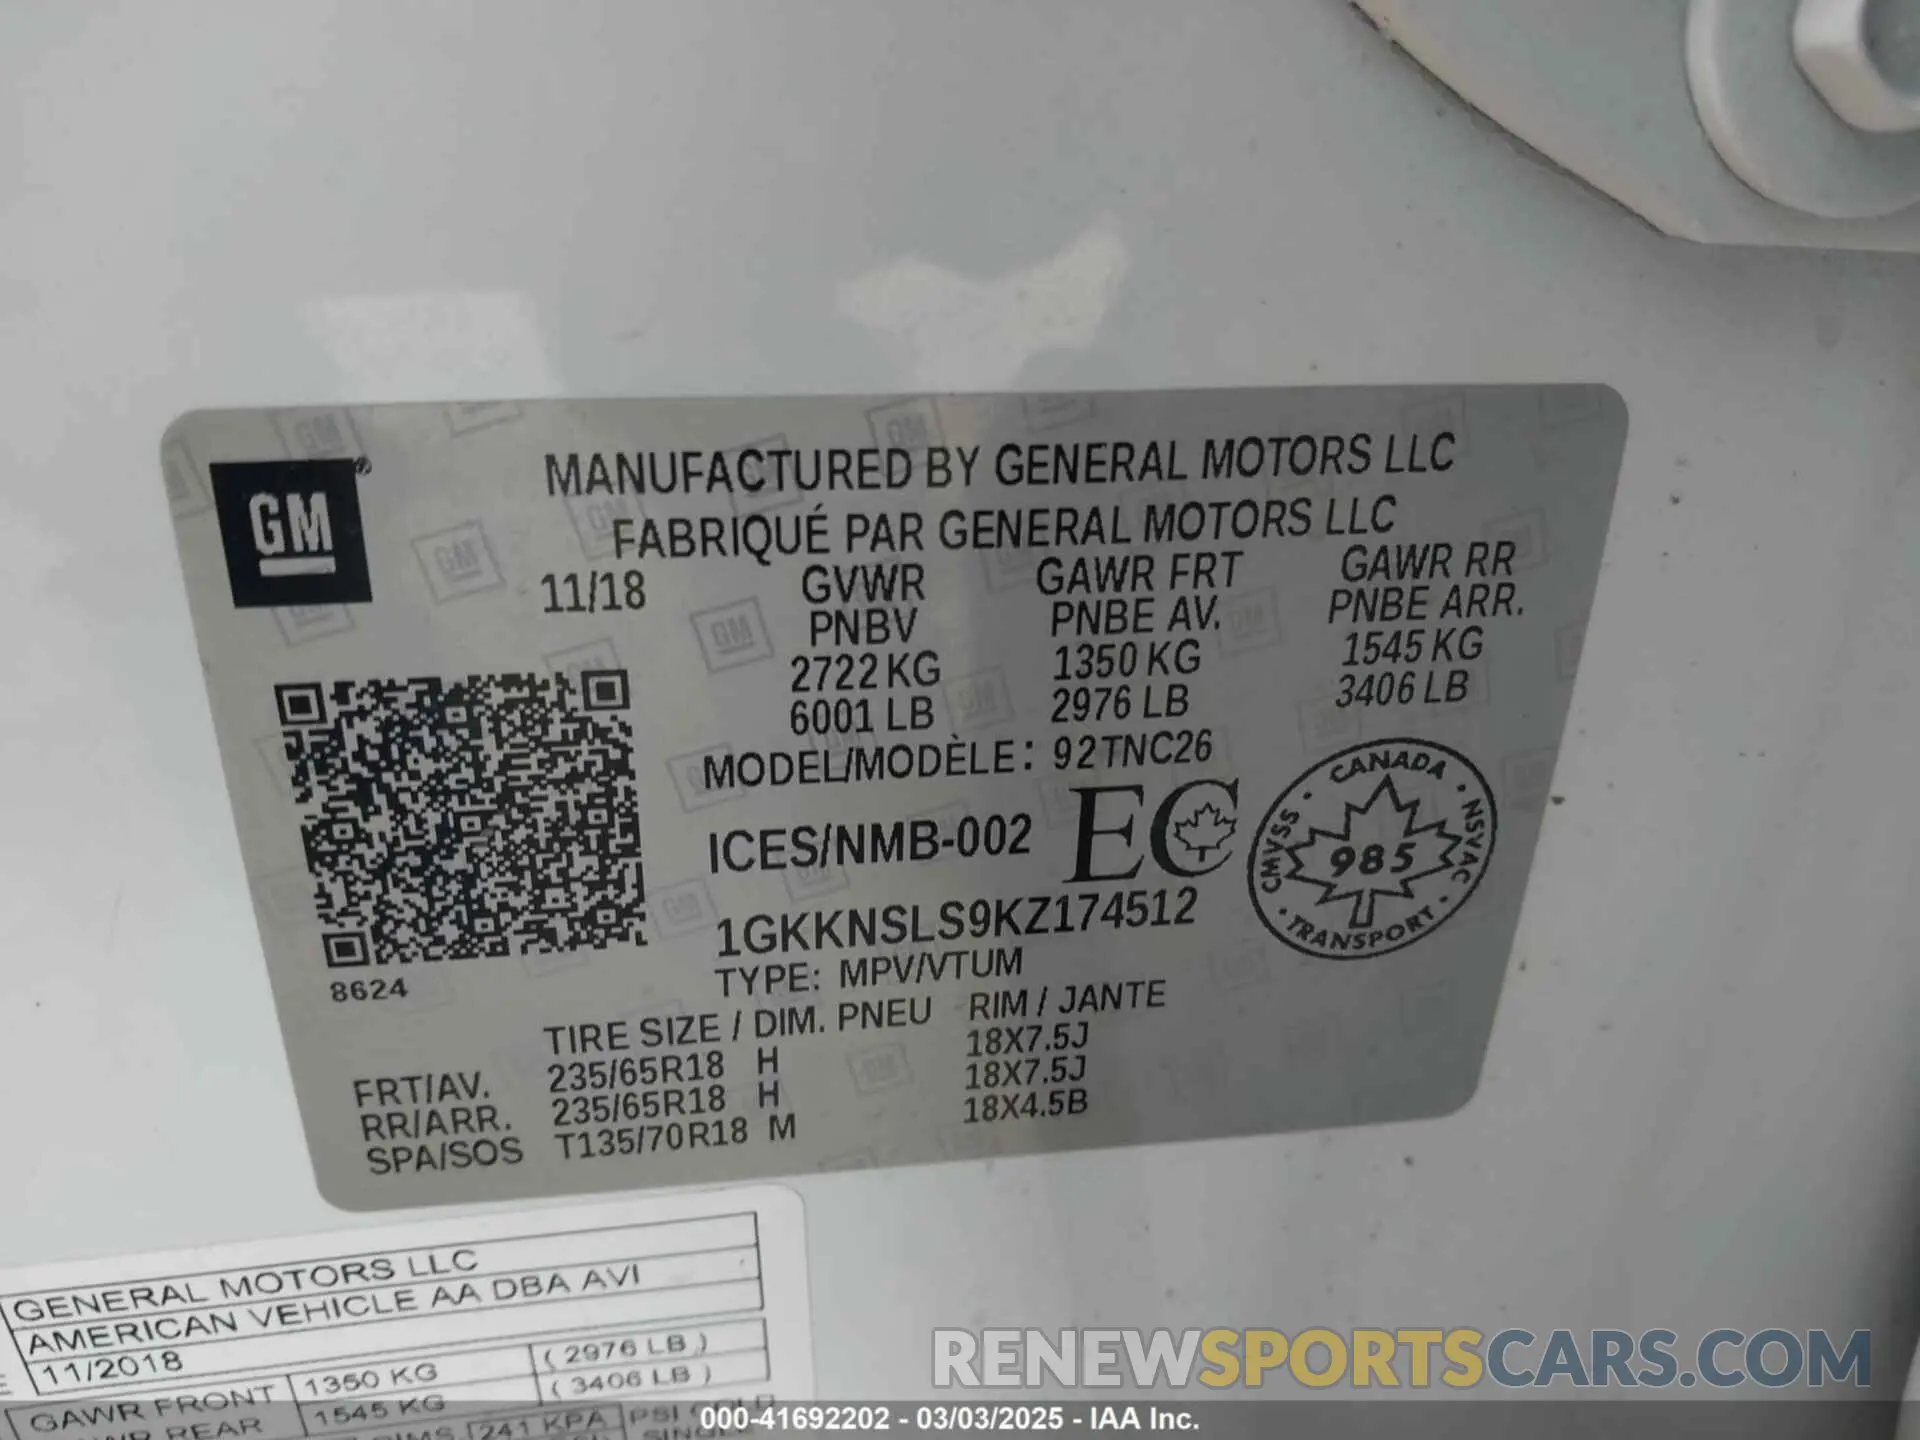 GM®
MANUFACTURED BY GENERAL MOTORS LLC
FABRIQUÉ PAR GENERAL MOTORS LLC
11/18
GVWR
PNBV
2722 KG
6001 LB
GAWR FRT
PNBE AV.
1350 KG
2976 LB
GAWR RR
PNBE ARR.
1545 KG
3406 LB
MODEL/MODÈLE: 92TNC26
ICES/NMB-002
EC
CANADA · NSVAC · TRANSPORT · CMVSS ·
985
1GKKNSLS9KZ174512
TYPE: MPV/VTUM
8624
TIRE SIZE / DIM. PNEU RIM / JANTE
FRT/AV. 235/65R18 H 18X7.5J
RR/ARR. 235/65R18 H 18X7.5J
SPA/SOS T135/70R18 M 18X4.5B
GENERAL MOTORS LLC
AMERICAN VEHICLE AA DBA AVI
11/2018
GAWR FRONT 1350 KG (2976 LB)
REAR 1545 KG (3406 LB)
241 KPA PSI
RENEWSPORTSCARS.COM
000-41692202 - 03/03/2025 - IAA Inc.